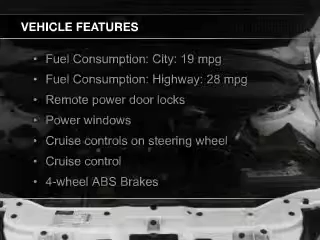 VEHICLE FEATURES
• Fuel Consumption: City: 19 mpg
• Fuel Consumption: Highway: 28 mpg
• Remote power door locks
• Power windows
• Cruise controls on steering wheel
• Cruise control
• 4-wheel ABS Brakes